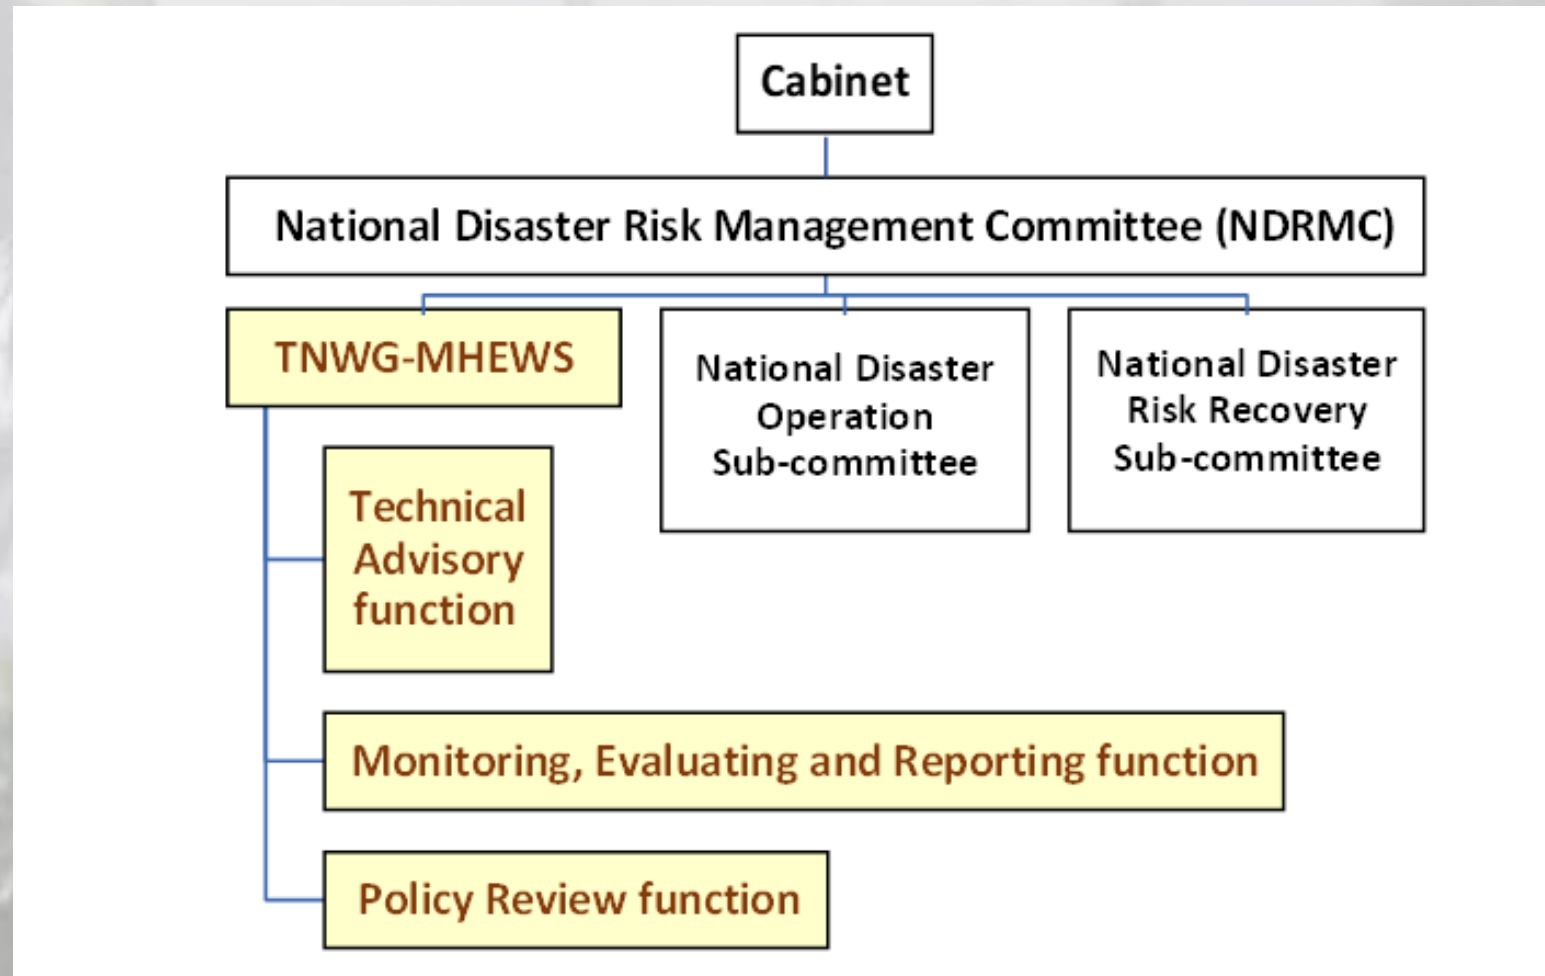 Cabinet
National Disaster Risk Management Committee (NDRMC)
TNWG-MHEWS
National Disaster
Operation
Sub-committee
National Disaster
Risk Recovery
Sub-committee
Technical
Advisory
function
Monitoring, Evaluating and Reporting function
Policy Review function